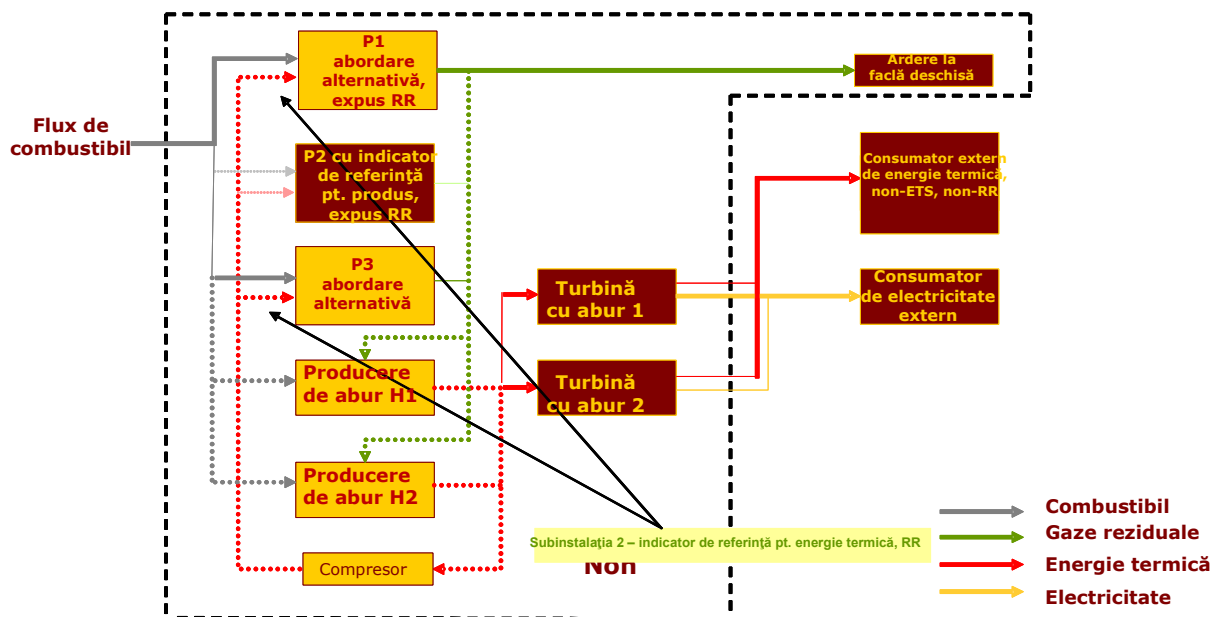 P1
abordare
alternativă,
expus RR
Ardere la
faclă deschisă
Flux de
combustibil
P2 cu indicator
de referinţă
pt. produs,
expus RR
Consumator extern
de energie termică,
non-ETS, non-RR
P3
abordare
alternativă
Turbină
cu abur 1
Consumator
de electricitate
extern
Producere
de abur H1
Turbină
cu abur 2
Producere
de abur H2
Subinstalaţia 2 – indicator de referinţă pt. energie termică, RR
Non
Compresor
Combustibil
Gaze reziduale
Energie termică
Electricitate